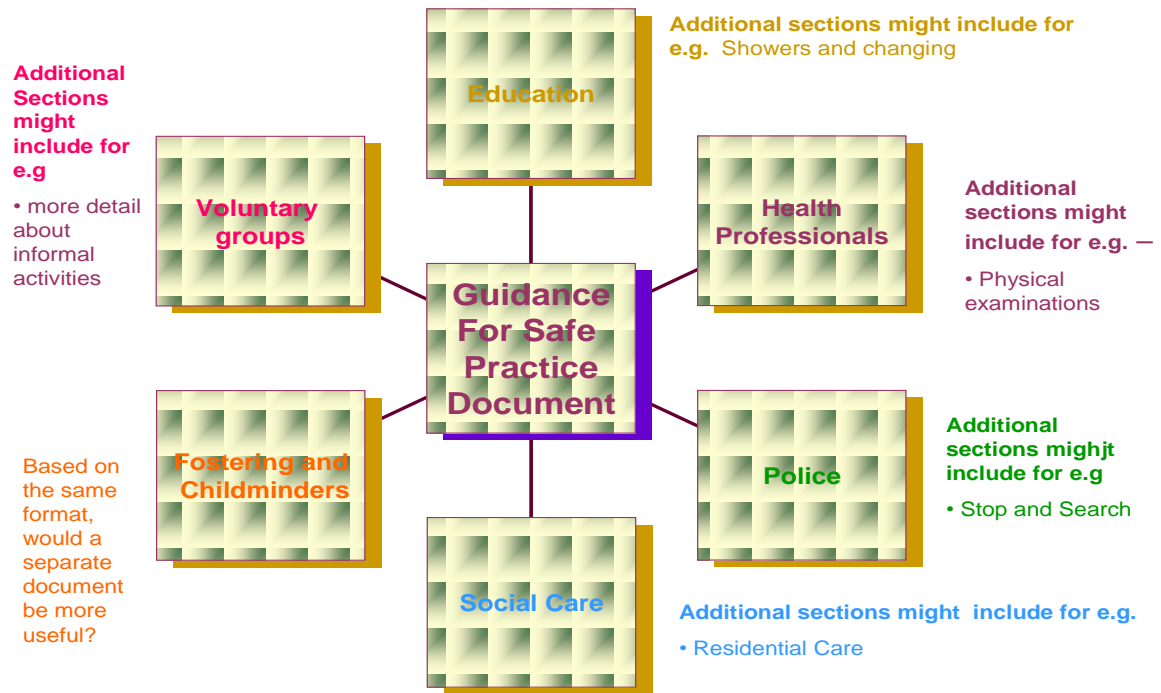 Additional sections might include for
e.g. Showers and changing
Education
Additional
Sections
might
include for
e.g
• more detail
about
informal
activities
Voluntary
groups
Health
Professionals
Additional
sections might
include for e.g. –
• Physical
examinations
Guidance
For Safe
Practice
Document
Based on
the same
format,
would a
separate
document
be more
useful?
Fostering and
Childminders
Police
Additional
sections mighjt
include for e.g
• Stop and Search
Social Care
Additional sections might include for e.g.
• Residential Care